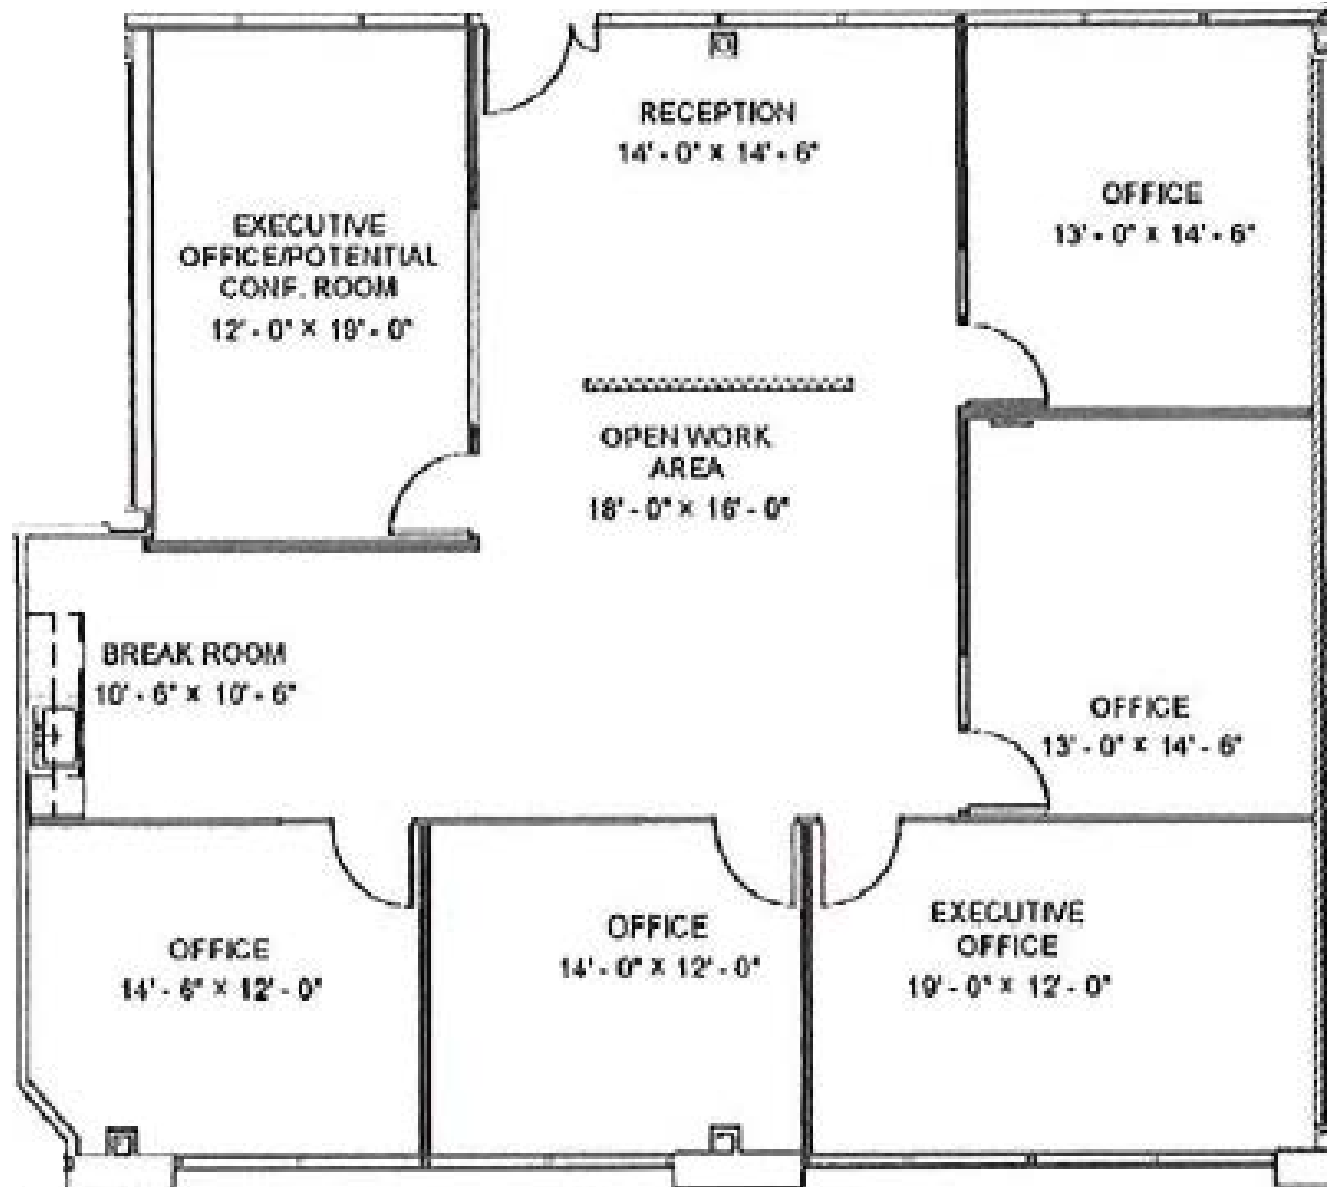 RECEPTION
14'-0" x 14'-6"
OFFICE
13'-0" x 14'-6"
EXECUTIVE
OFFICE/POTENTIAL
CONF. ROOM
12'-0" x 19'-0"
OPEN WORK
AREA
18'-0" x 16'-0"
BREAK ROOM
10'-6" x 10'-6"
OFFICE
13'-0" x 14'-6"
OFFICE
14'-6" x 12'-0"
OFFICE
14'-0" x 12'-0"
EXECUTIVE
OFFICE
19'-0" x 12'-0"